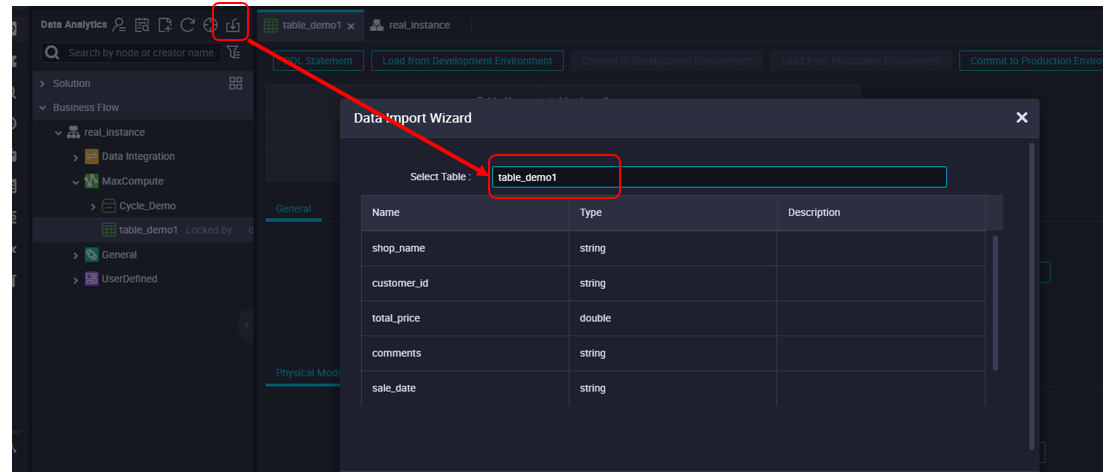 Data Analytics
table_demo1
real_instance
Search by node or creator name.
DDL Statement
Load from Development Environment
Commit in Development Environment
Load from Production Environment
Commit to Production
Solution
Business Flow
real_instance
Data Integration
MaxCompute
Cycle_Demo
table_demo1 Locked by
General
UserDefined
General
Data Import Wizard
Select Table :
table_demo1
Name Type Description
shop_name string
customer_id string
total_price double
comments string
sale_date string
Physical